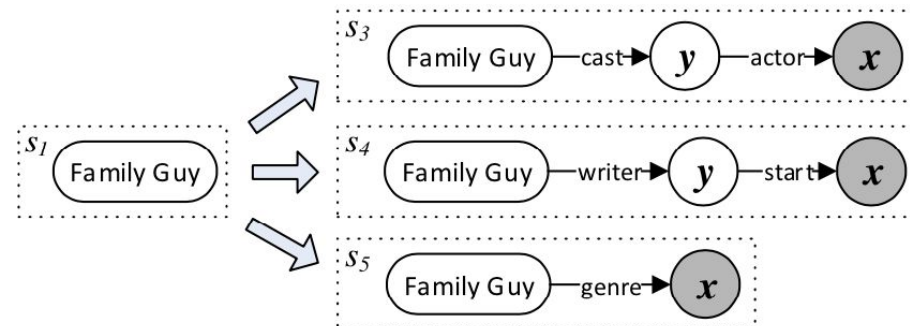 s3 Family Guy cast y actor x
s1 Family Guy
s4 Family Guy writer y start x
s5 Family Guy genre x